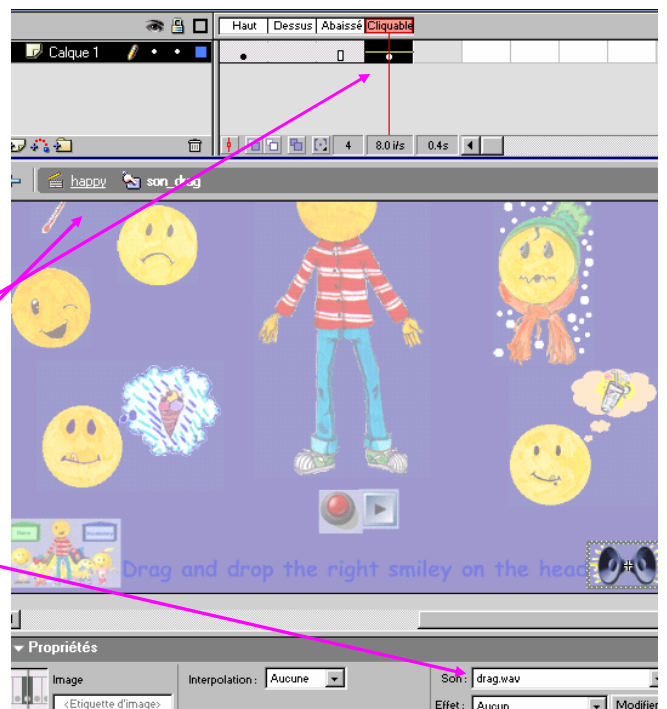 Haut Dessus Abaissé Cliquable
Calque 1
4 8.0 i/s 0.4s
happy son_drag
Drag and drop the right smiley on the head
Propriétés
Image Interpolation : Aucune Son : drag.wav
<Etiquette d'image> Effet : Aucun Modifier